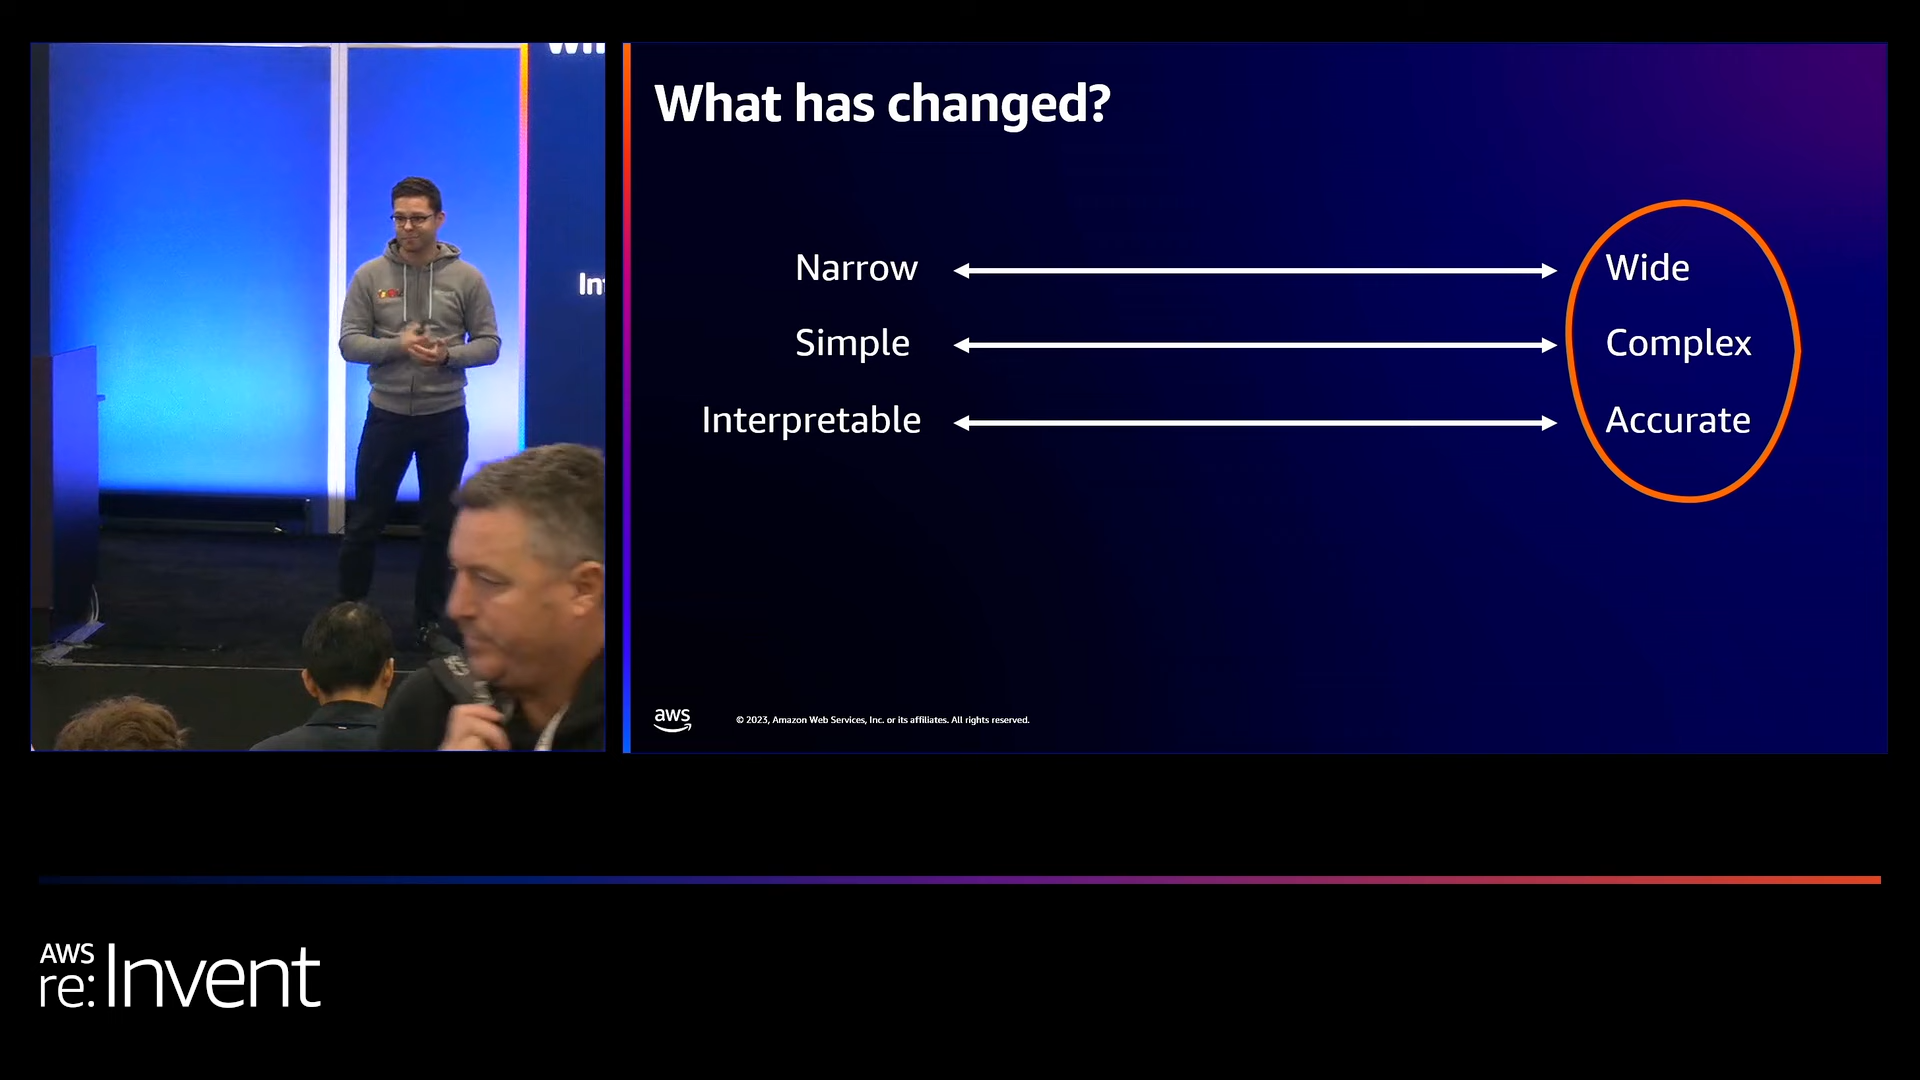 What has changed?
Narrow Wide
Simple Complex
Interpretable Accurate
aws © 2023, Amazon Web Services, Inc. or its affiliates. All rights reserved.
AWS
re:Invent